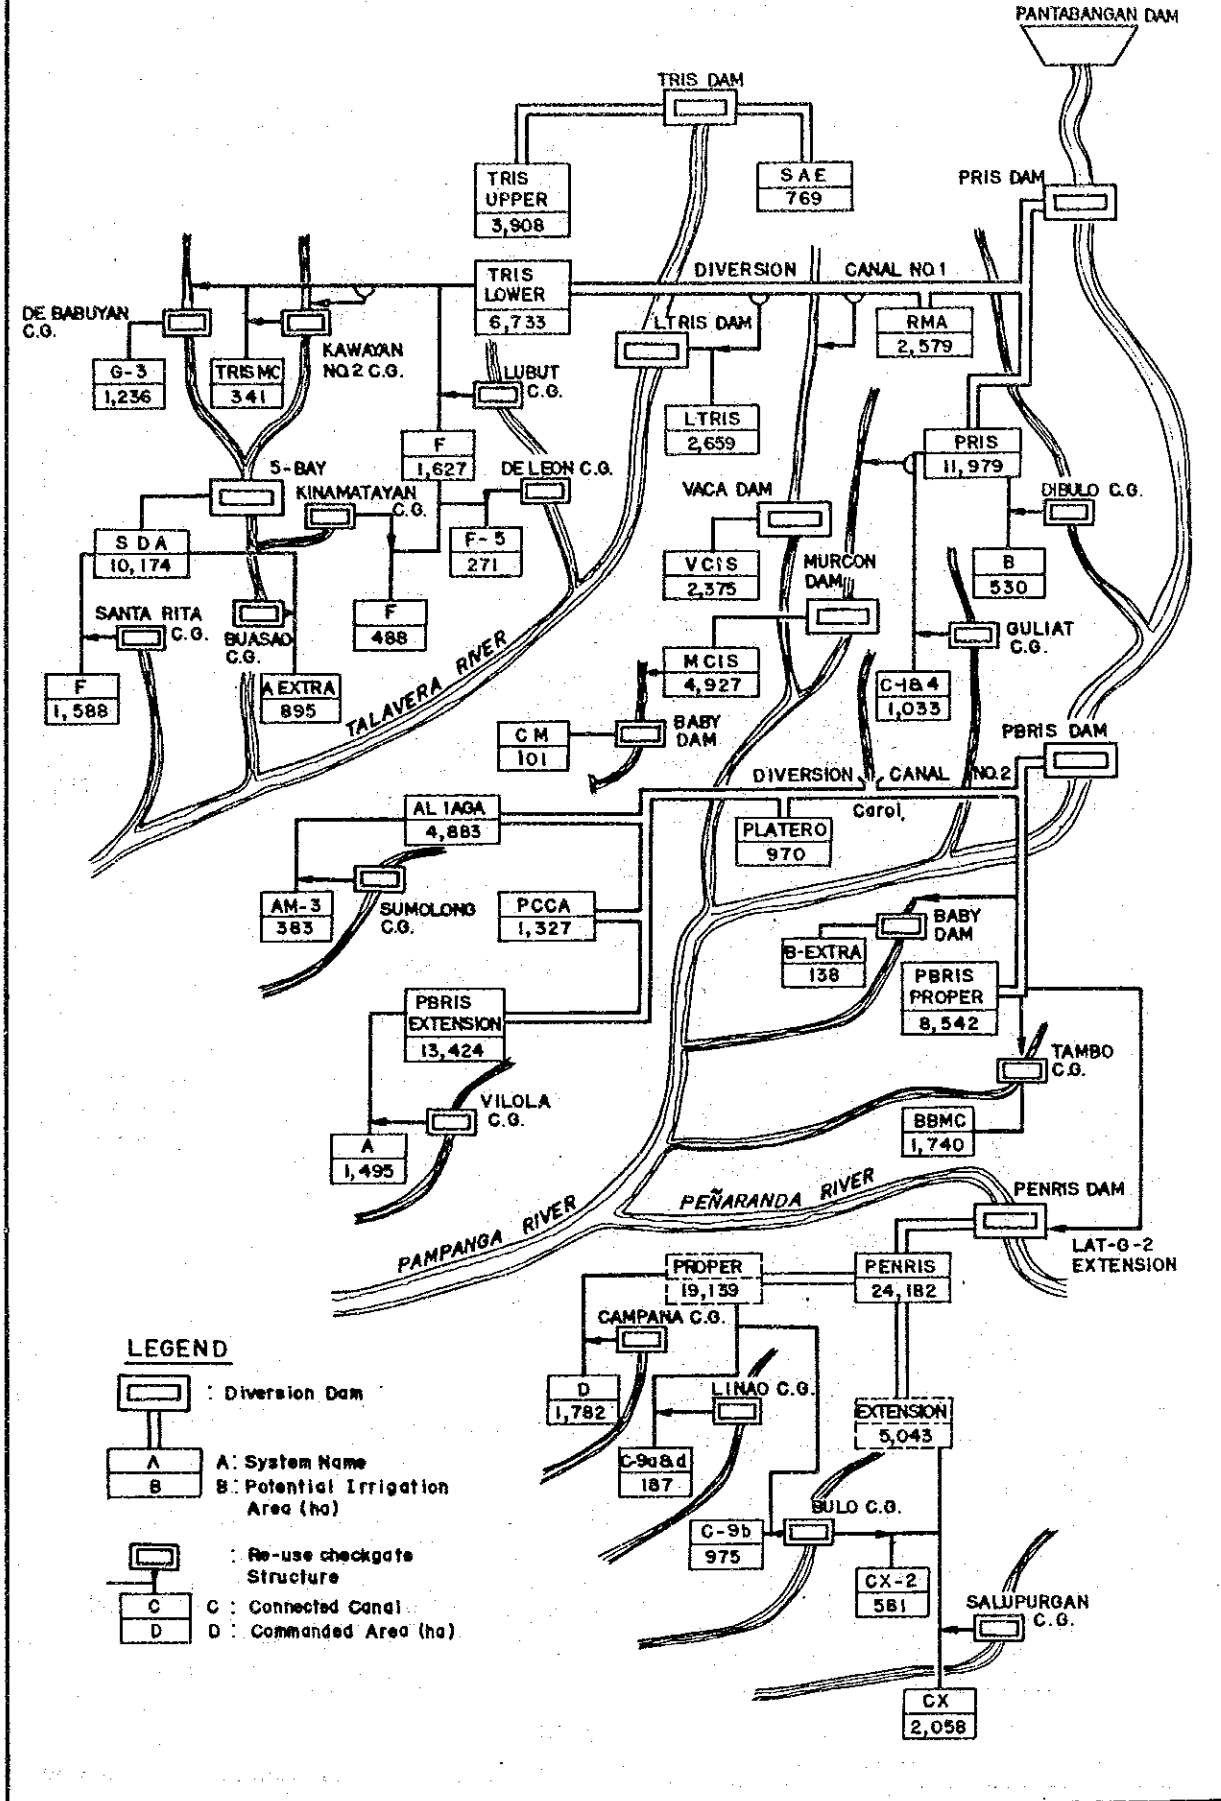 PANTABANGAN DAM
TRIS DAM
TRIS
UPPER
3,908
SAE
769
PRIS DAM
TRIS
LOWER
6,733
DIVERSION CANAL NO.1
DE BABUYAN
C.G.
G-3
1,236
TRIS MC
341
KAWAYAN
NO.2 C.G.
LTRIS DAM
RMA
2,579
LUBUT
C.G.
LTRIS
2,659
F
1,627
PRIS
11,979
5-BAY
KINAMATAYAN
C.G.
DE LEON C.G.
VACA DAM
DIBULO C.G.
SDA
10,174
F-5
271
VCIS
2,375
MURCON
DAM
B
530
SANTA RITA
C.G.
BUASAO
C.G.
F
488
GULIAT
C.G.
F
1,588
A EXTRA
895
TALAVERA RIVER
MCIS
4,927
C-1&4
1,033
CM
101
BABY
DAM
PBRIS DAM
DIVERSION CANAL NO.2
Carol,
ALIAGA
4,883
PLATERO
970
AM-3
383
SUMOLONG
C.G.
PCCA
1,327
BABY
DAM
B-EXTRA
138
PBRIS
PROPER
8,542
PBRIS
EXTENSION
13,424
TAMBO
C.G.
VILOLA
C.G.
BBMC
1,740
A
1,495
PAMPANGA RIVER
PEÑARANDA RIVER
PENRIS DAM
LAT-G-2
EXTENSION
PROPER
19,139
PENRIS
24,182
CAMPANA C.G.
LEGEND
: Diversion Dam
D
1,782
LINAO C.G.
EXTENSION
5,043
A
B
A : System Name
B : Potential Irrigation
Area (ha)
C-9a&d
187
BULO C.G.
C-9b
975
: Re-use checkgate
Structure
CX-2
581
SALUPURGAN
C.G.
C
D
C : Connected Canal
D : Commanded Area (ha)
CX
2,058